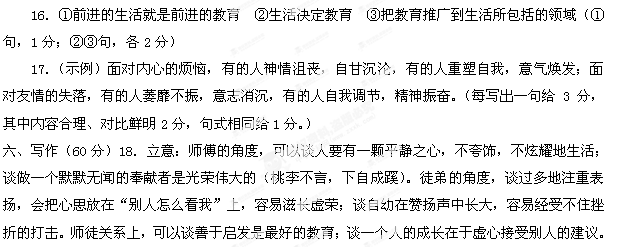 16．①前进的生活就是前进的教育　②生活决定教育　③把教育推广到生活所包括的领域（①
句，1分；②③句，各2分）
17．（示例）面对内心的烦恼，有的人神情沮丧，自甘沉沦，有的人重塑自我，意气焕发；面
对友情的失落，有的人萎靡不振，意志消沉，有的人自我调节，精神振奋。（每写出一句给 3 分，
其中内容合理、对比鲜明2分，句式相同给1分。）
六、写作（60分）18．立意：师傅的角度，可以谈人要有一颗平静之心，不夸饰，不炫耀地生活；
谈做一个默默无闻的奉献者是光荣伟大的（桃李不言，下自成蹊）。徒弟的角度，谈过多地注重表
扬，会把心思放在“别人怎么看我”上，容易滋长虚荣；谈自幼在赞扬声中长大，容易经受不住挫
折的打击。师徒关系上，可以谈善于启发是最好的教育；谈一个人的成长在于虚心接受别人的建议。